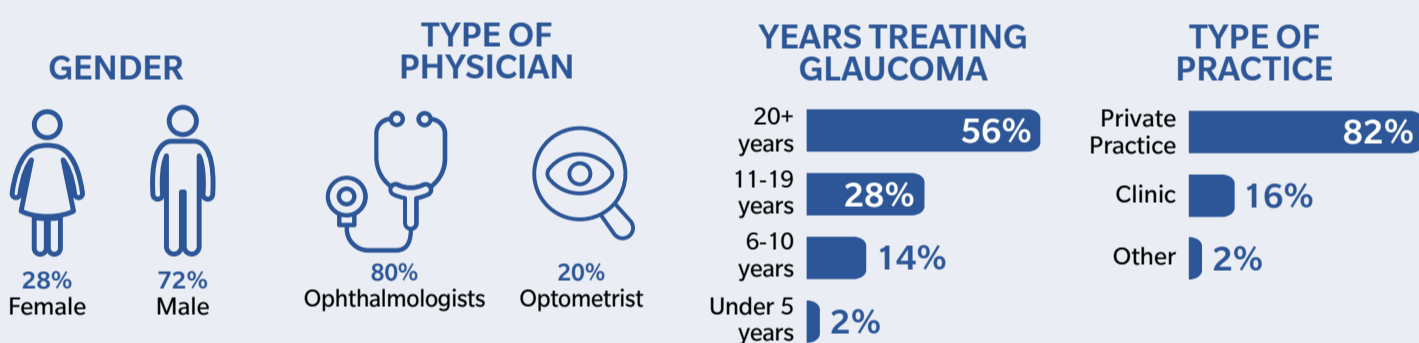 GENDER
28%
Female
72%
Male
TYPE OF
PHYSICIAN
80%
Ophthalmologists
20%
Optometrist
YEARS TREATING
GLAUCOMA
20+
years
56%
11-19
years
28%
6-10
years
14%
Under 5
years
2%
TYPE OF
PRACTICE
Private
Practice
82%
Clinic
16%
Other
2%